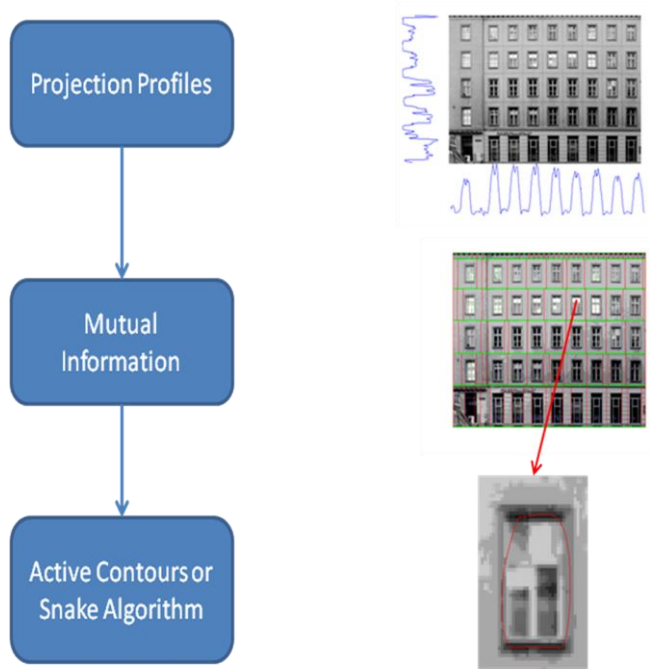 Projection Profiles
Mutual
Information
Active Contours or
Snake Algorithm